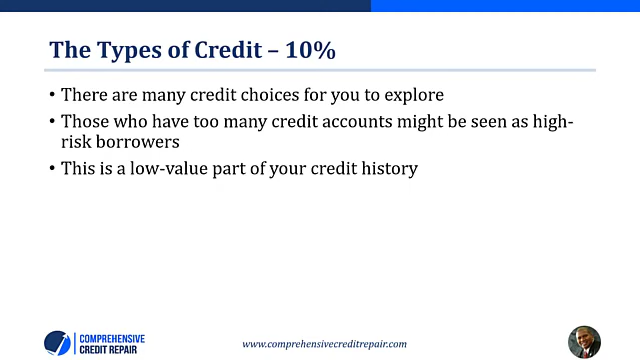 The Types of Credit – 10%
• There are many credit choices for you to explore
• Those who have too many credit accounts might be seen as high-
risk borrowers
• This is a low-value part of your credit history
COMPREHENSIVE
CREDIT REPAIR
www.comprehensivecreditrepair.com